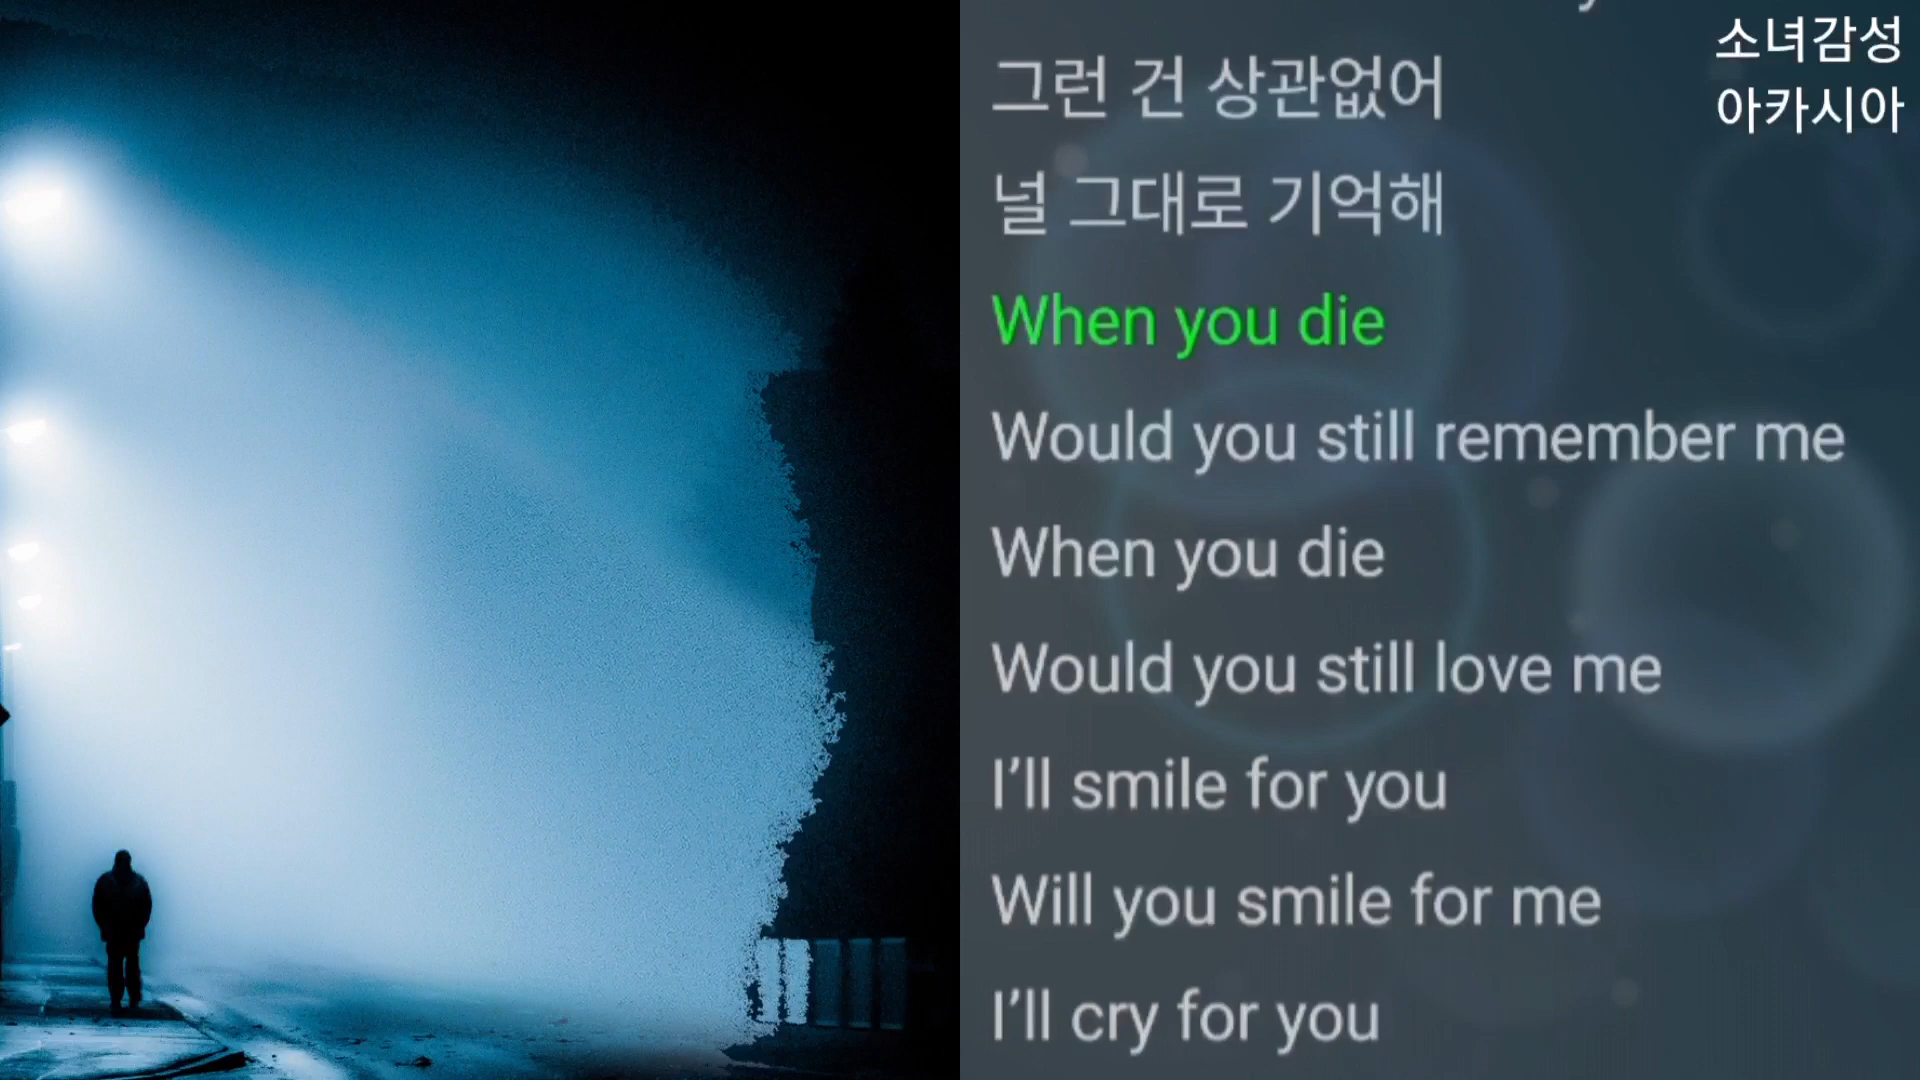 그런 건 상관없어
널 그대로 기억해
When you die
Would you still remember me
When you die
Would you still love me
I’ll smile for you
Will you smile for me
I’ll cry for you
소녀감성
아카시아